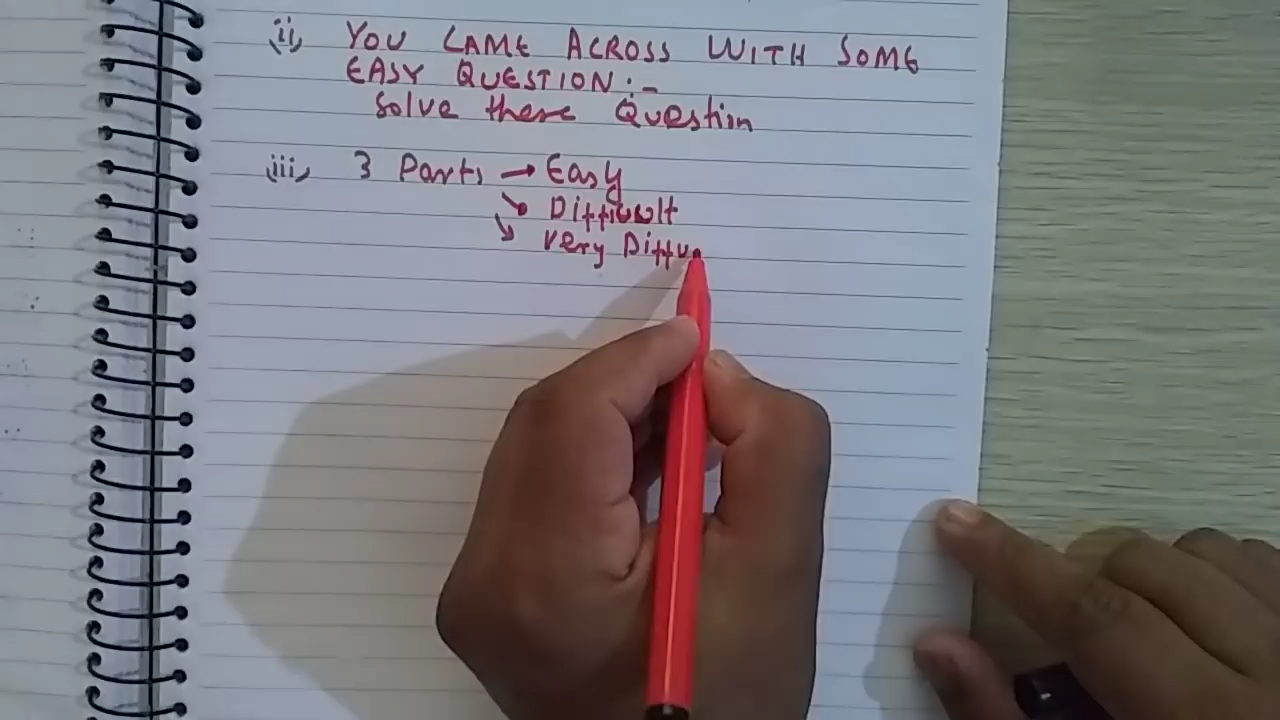 ii, YOU CAME ACROSS WITH SOME
EASY QUESTION :-
Solve these Question
iii, 3 Parts → Easy
↘ Difficult
↘ Very Diffu